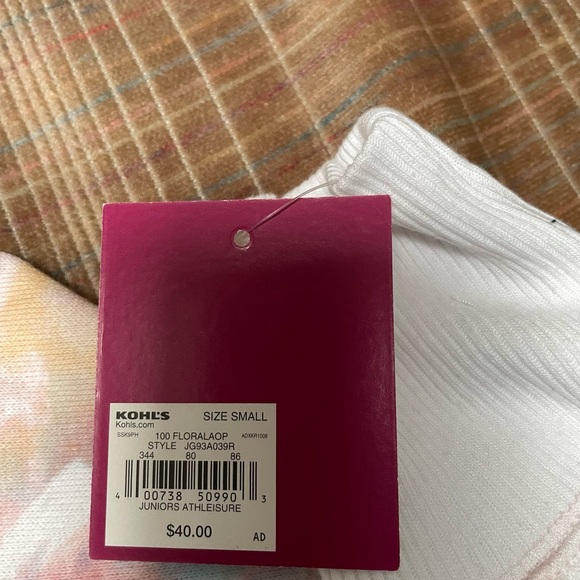 KOHL'S SIZE SMALL
Kohls.com
SSK9PH 100 FLORALAOP ADXKR1008
STYLE JG93A039R
344 80 86
4 00738 50990 3
JUNIORS ATHLEISURE
$40.00 AD